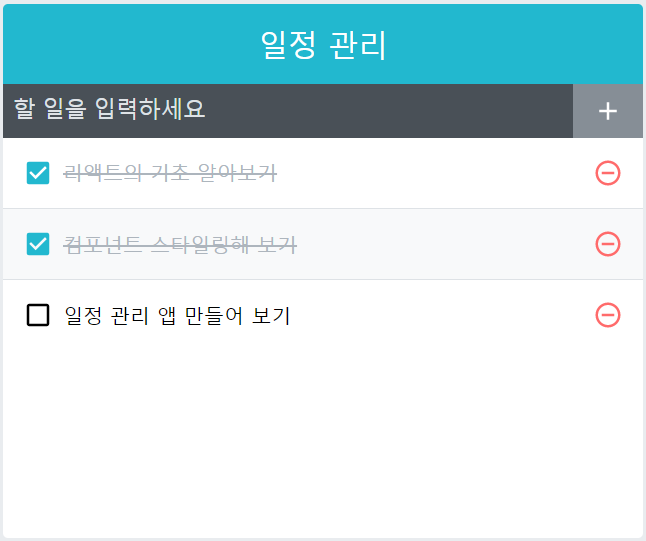 일정 관리
할 일을 입력하세요
리액트의 기초 알아보기
컴포넌트 스타일링해 보기
일정 관리 앱 만들어 보기